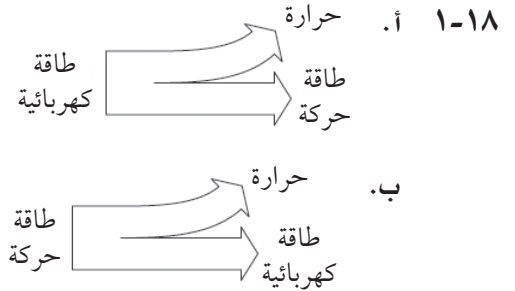 ١-١٨ أ.
حرارة
طاقة
كهربائية
طاقة
حركة
ب.
حرارة
طاقة
حركة
طاقة
كهربائية